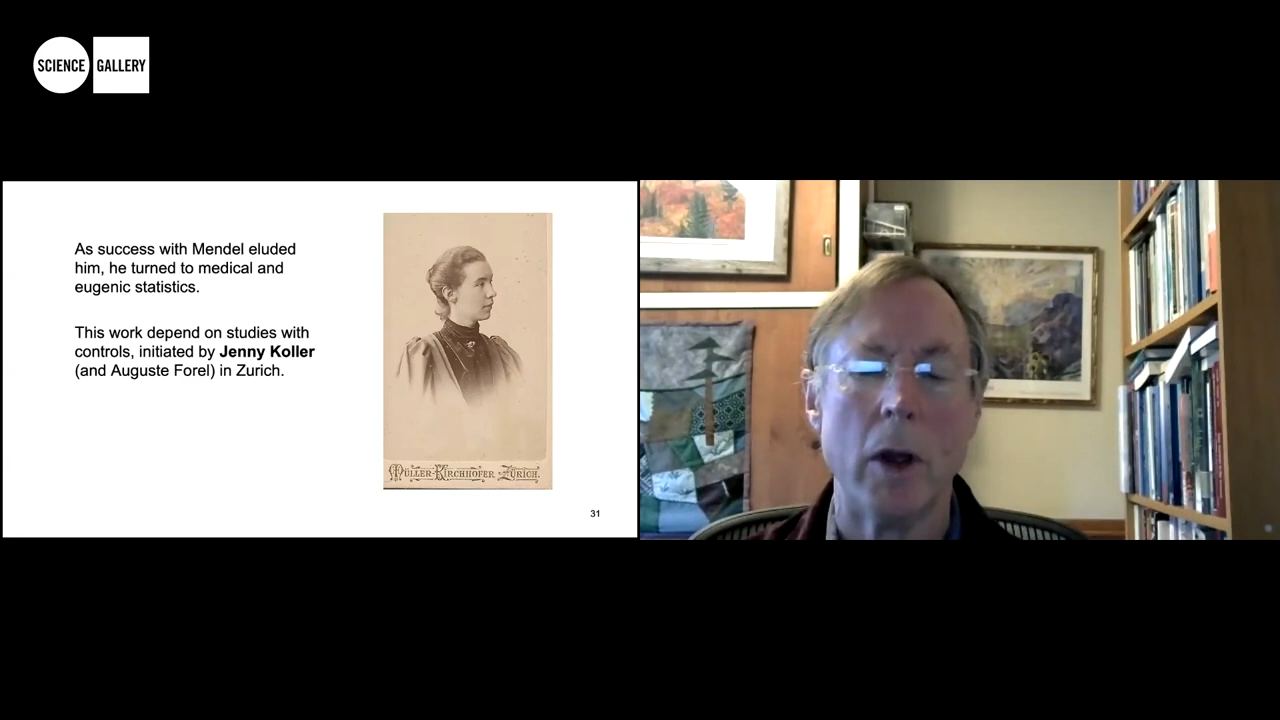 SCIENCE GALLERY
As success with Mendel eluded
him, he turned to medical and
eugenic statistics.
This work depend on studies with
controls, initiated by Jenny Koller
(and Auguste Forel) in Zurich.
MÜLLER-KIRCHHOFER ZÜRICH.
31